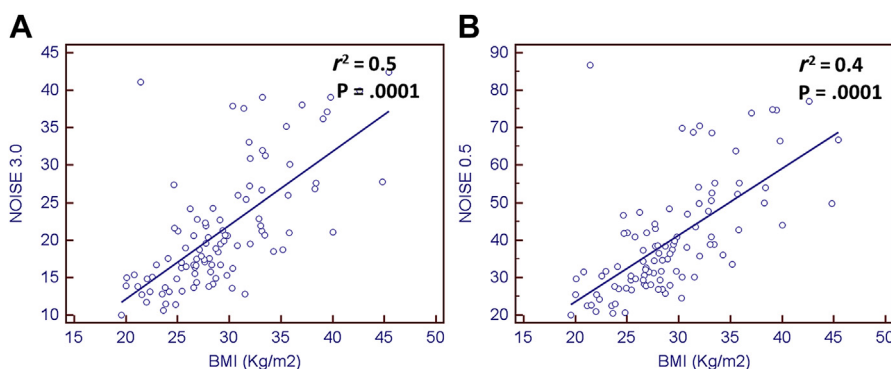 A
r² = 0.5
P = .0001
NOISE 3.0
45
40
35
30
25
20
15
10
15 20 25 30 35 40 45 50
BMI (Kg/m2)
B
r² = 0.4
P = .0001
NOISE 0.5
90
80
70
60
50
40
30
20
15 20 25 30 35 40 45 50
BMI (Kg/m2)